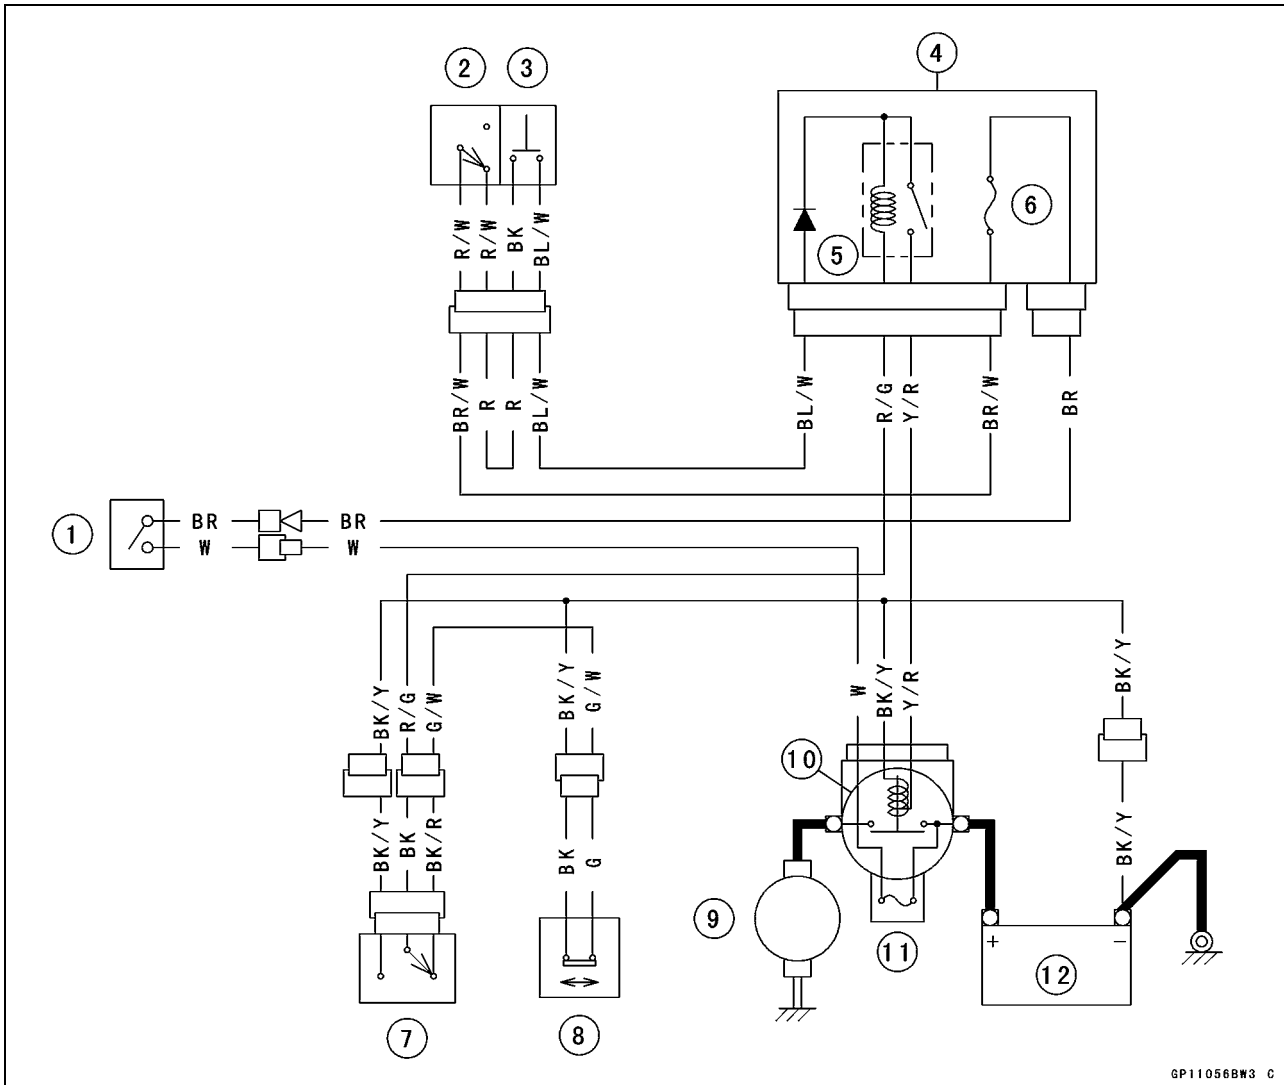 4
2 3
6
5
R/W R/W BK BL/W
BR/W R R BL/W
BL/W R/G Y/R BR/W BR
1
BR BR
W W
BK/Y R/G G/W
BK/Y G/W
W BK/Y Y/R
BK/Y
10
BK/Y BK BK/R
BK G
BK/Y
9
11
+ −
12
7
8
GP11056BW3 C